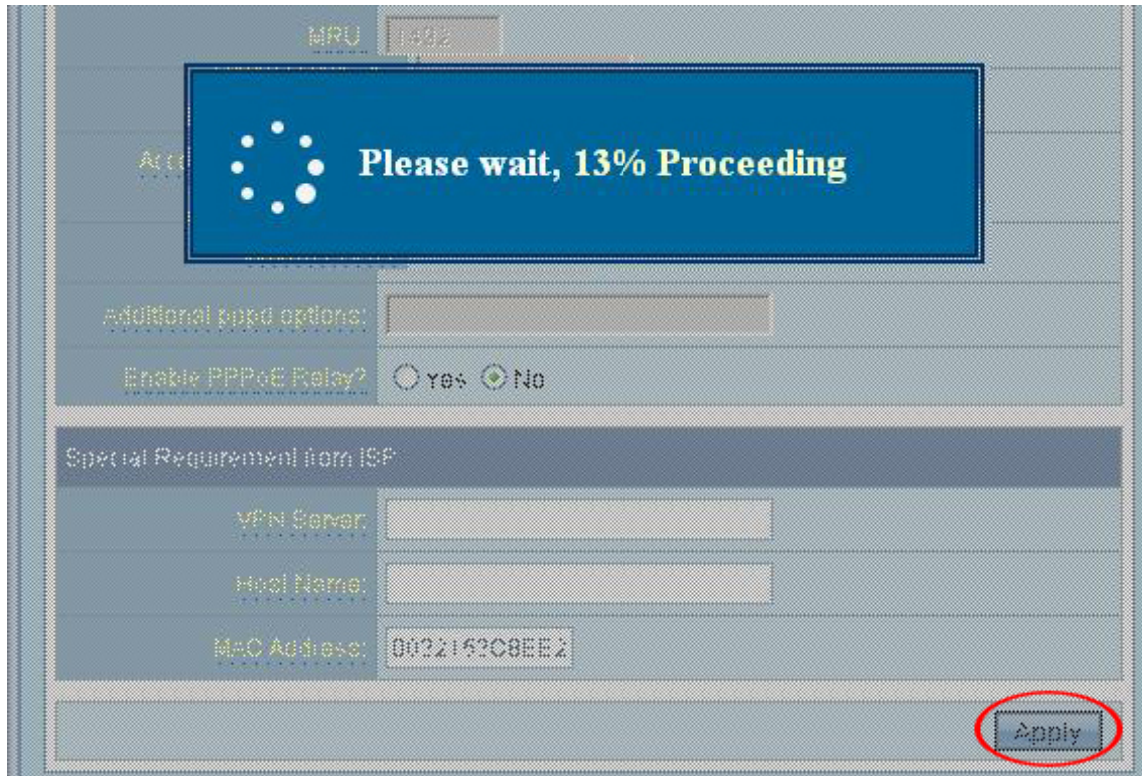 MRU
1492
Please wait, 13% Proceeding
Additional pppd options:
Enable PPPoE Relay? Yes No
Special Requirement from ISP
VPN Server:
Host Name:
MAC Address:
Apply